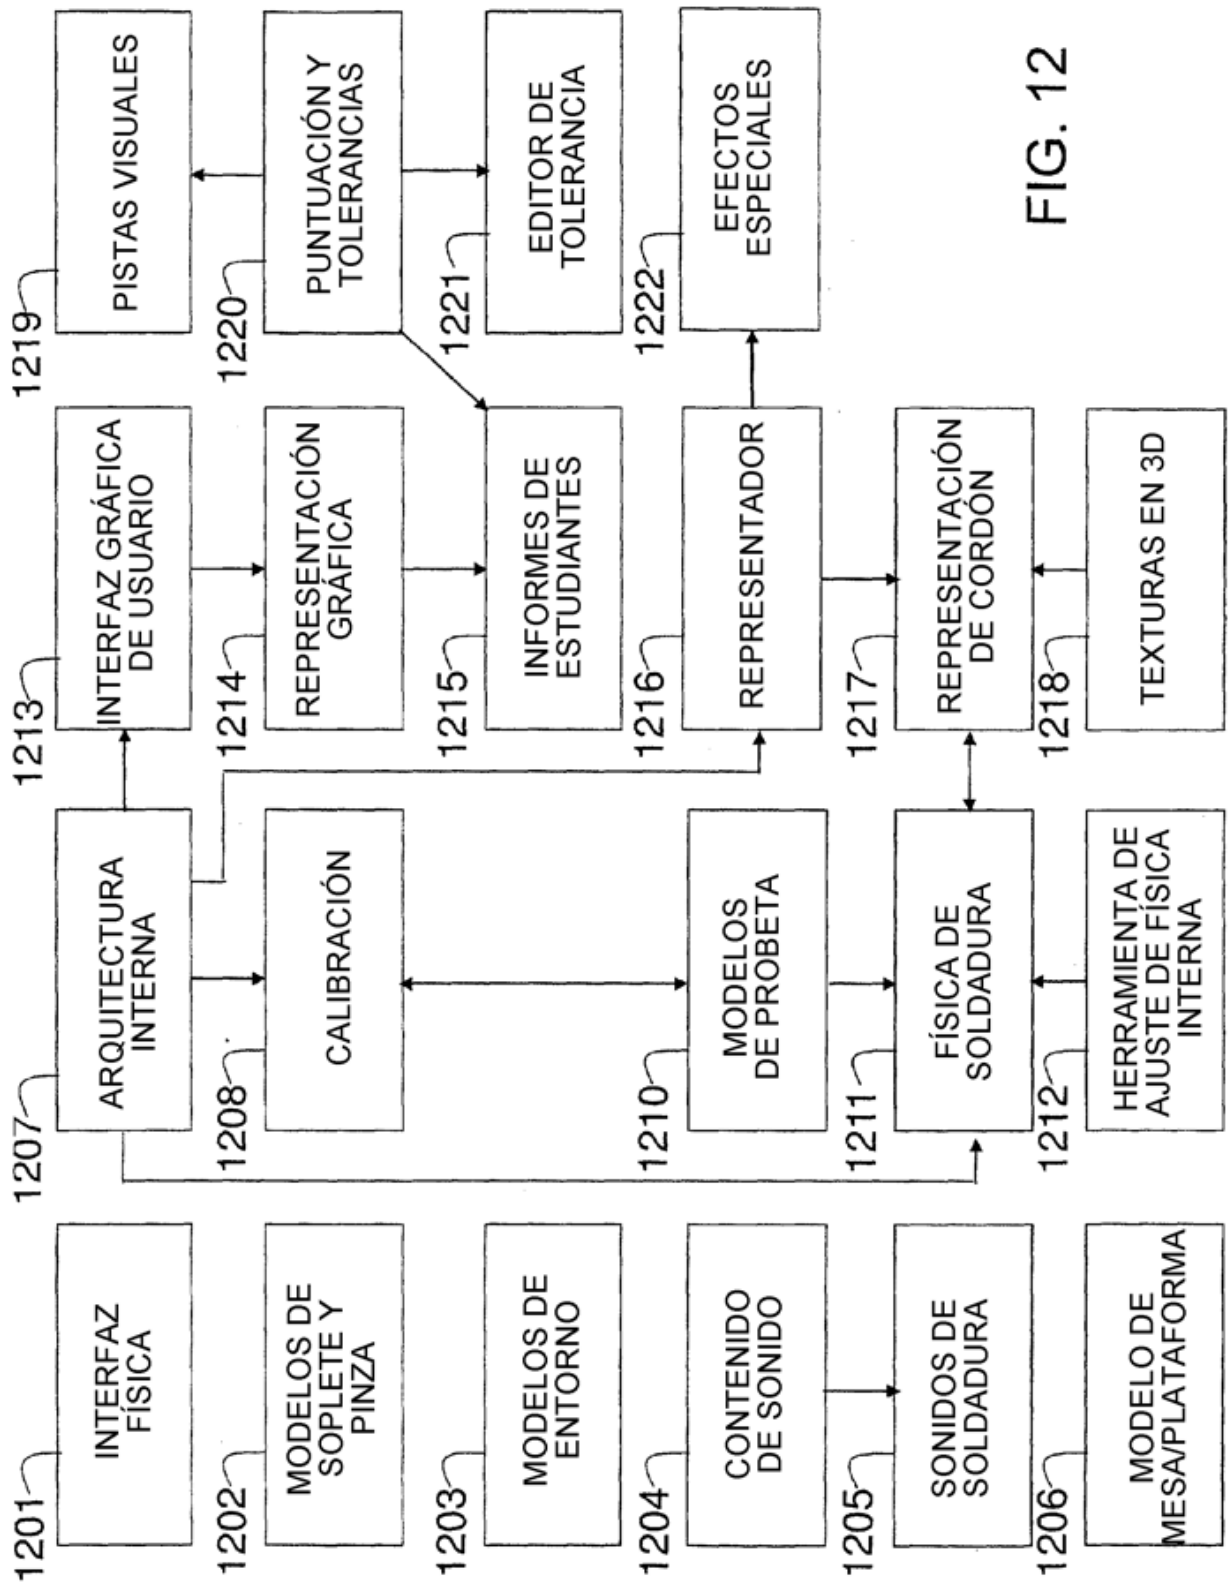 1201
INTERFAZ
FÍSICA
1202
MODELOS DE
SOPLETE Y
PINZA
1203
MODELOS DE
ENTORNO
1204
CONTENIDO
DE SONIDO
1205
SONIDOS DE
SOLDADURA
1206
MODELO DE
MESA/PLATAFORMA
1207
ARQUITECTURA
INTERNA
1208
CALIBRACIÓN
1210
MODELOS
DE PROBETA
1211
FÍSICA DE
SOLDADURA
1212
HERRAMIENTA DE
AJUSTE DE FÍSICA
INTERNA
1213
INTERFAZ GRÁFICA
DE USUARIO
1214
REPRESENTACIÓN
GRÁFICA
1215
INFORMES DE
ESTUDIANTES
1216
REPRESENTADOR
1217
REPRESENTACIÓN
DE CORDÓN
1218
TEXTURAS EN 3D
1219
PISTAS VISUALES
1220
PUNTUACIÓN Y
TOLERANCIAS
1221
EDITOR DE
TOLERANCIA
1222
EFECTOS
ESPECIALES
FIG. 12